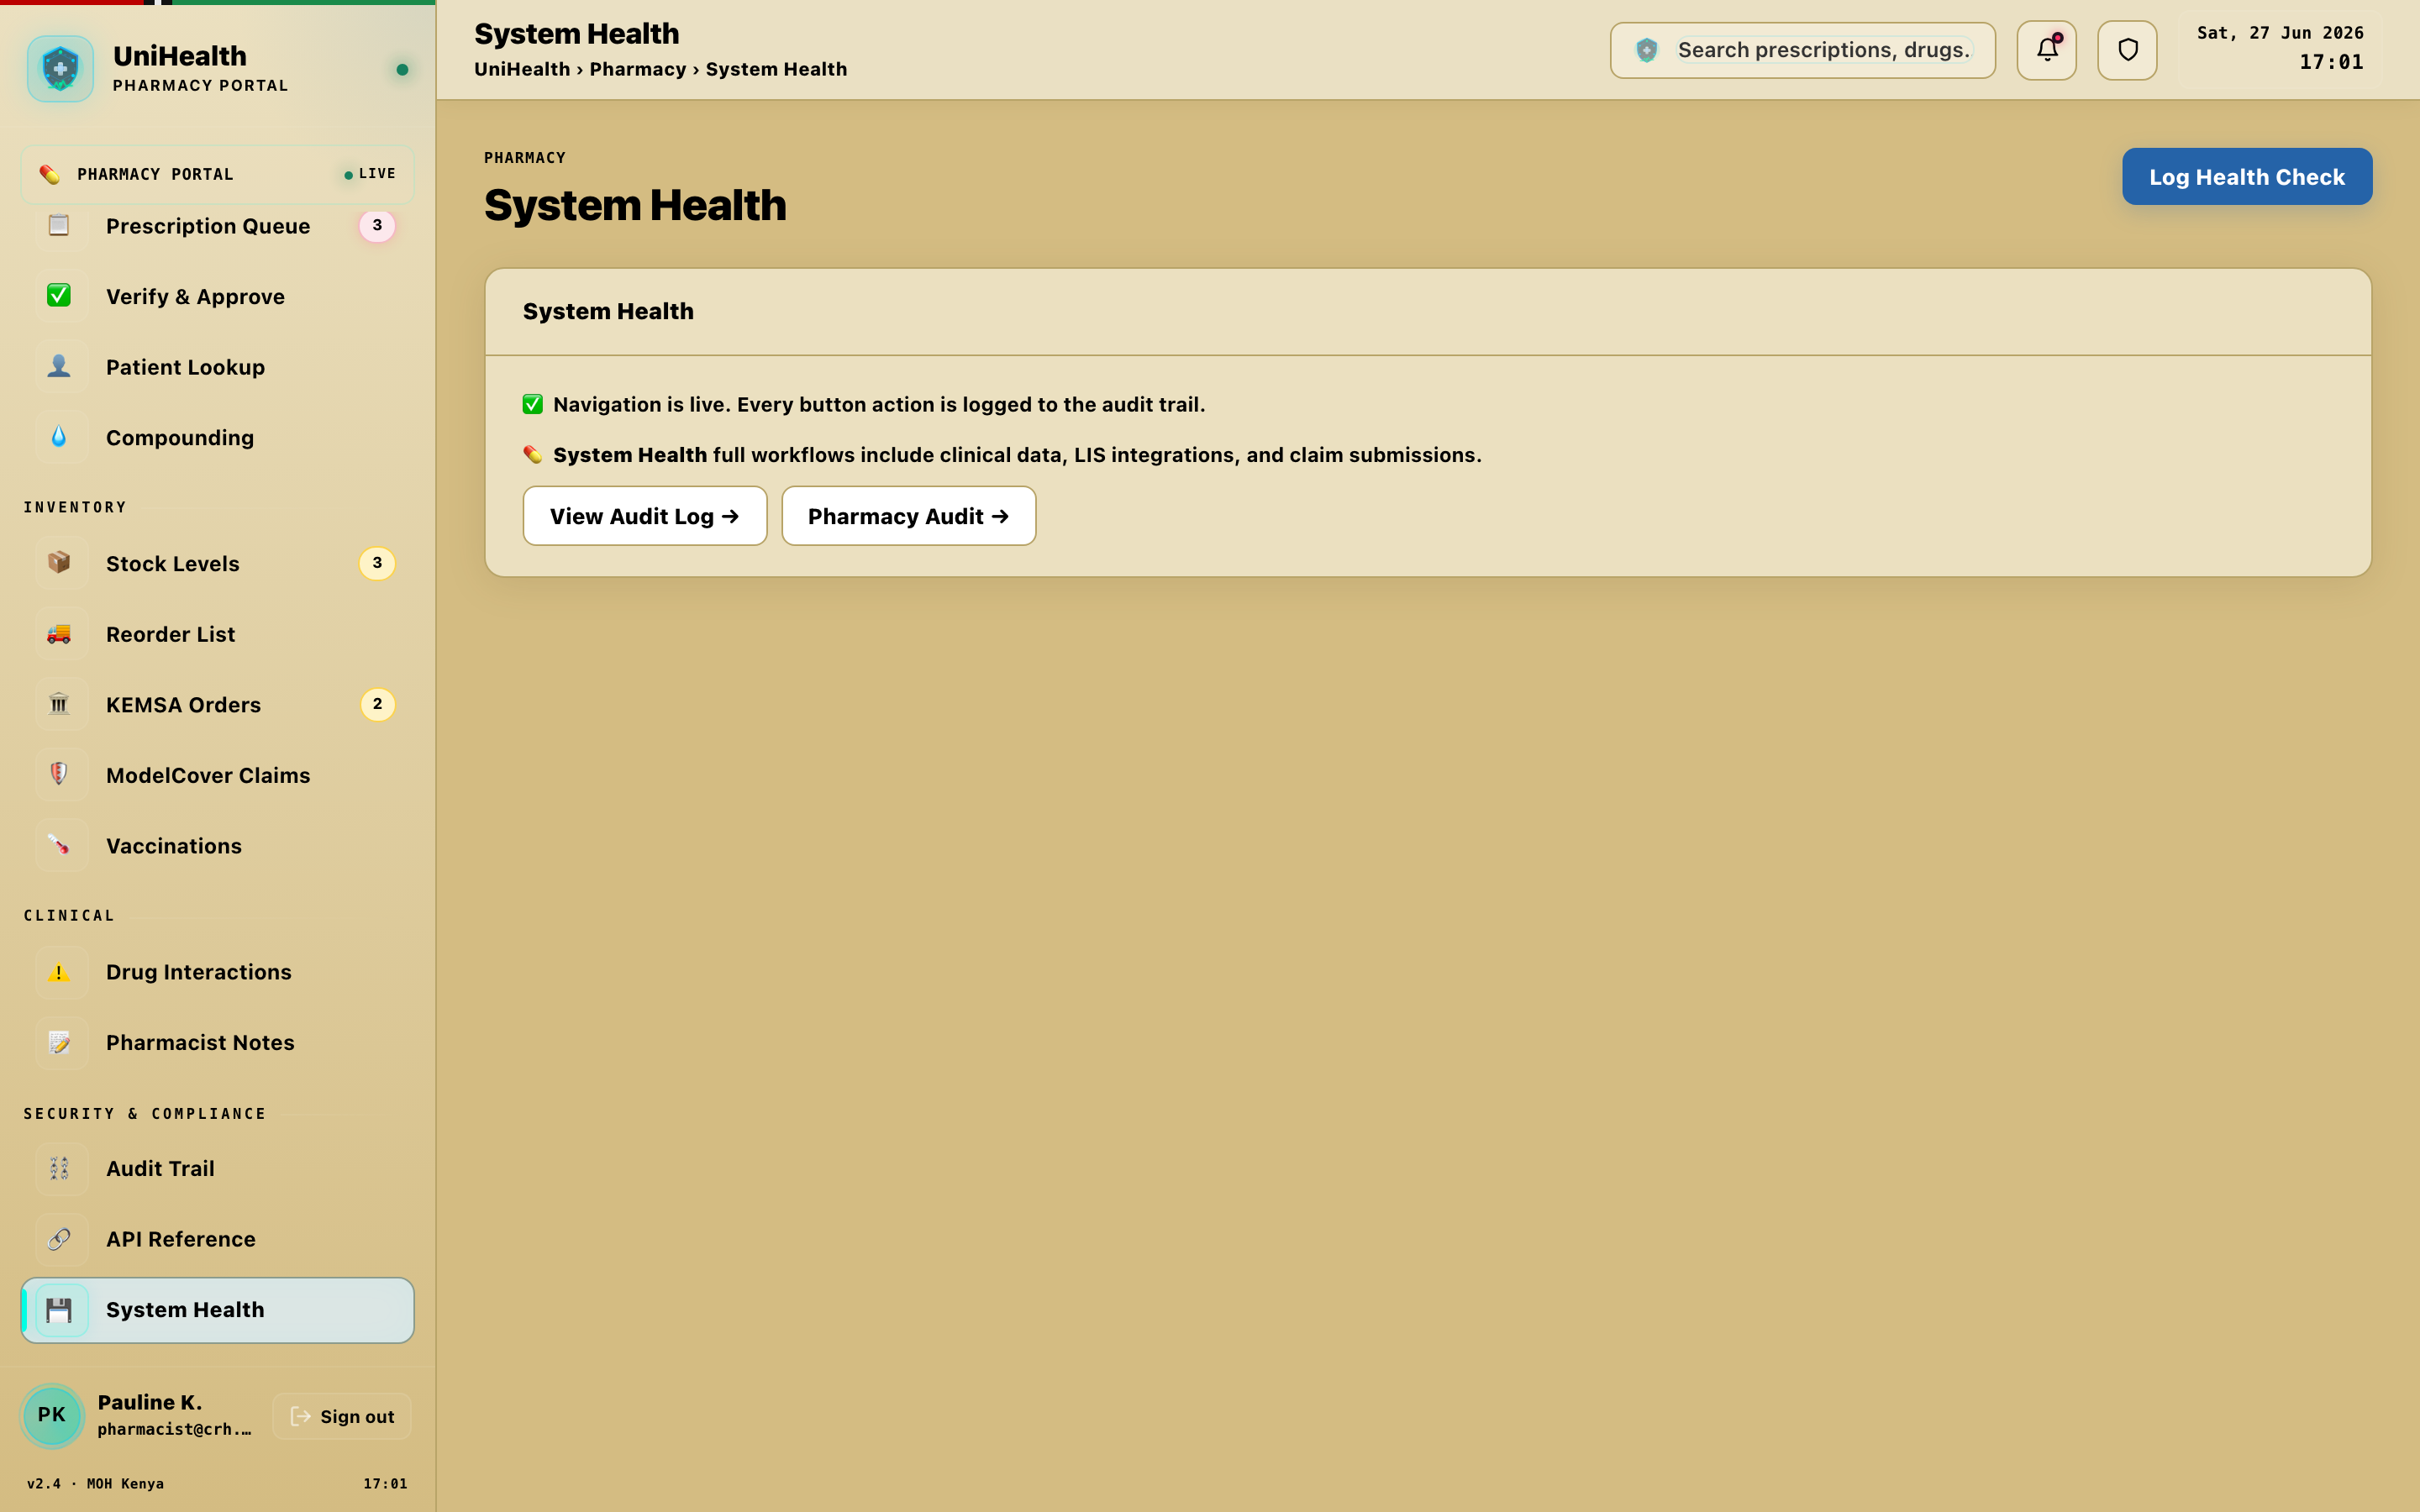 UniHealth
PHARMACY PORTAL
PHARMACY PORTAL
LIVE
Prescription Queue
3
Verify & Approve
Patient Lookup
Compounding
INVENTORY
Stock Levels
3
Reorder List
KEMSA Orders
2
ModelCover Claims
Vaccinations
CLINICAL
Drug Interactions
Pharmacist Notes
SECURITY & COMPLIANCE
Audit Trail
API Reference
System Health
PK
Pauline K.
pharmacist@crh.…
Sign out
v2.4 · MOH Kenya
17:01
System Health
UniHealth › Pharmacy › System Health
Search prescriptions, drugs.
Sat, 27 Jun 2026
17:01
PHARMACY
System Health
Log Health Check
System Health
Navigation is live. Every button action is logged to the audit trail.
System Health full workflows include clinical data, LIS integrations, and claim submissions.
View Audit Log →
Pharmacy Audit →